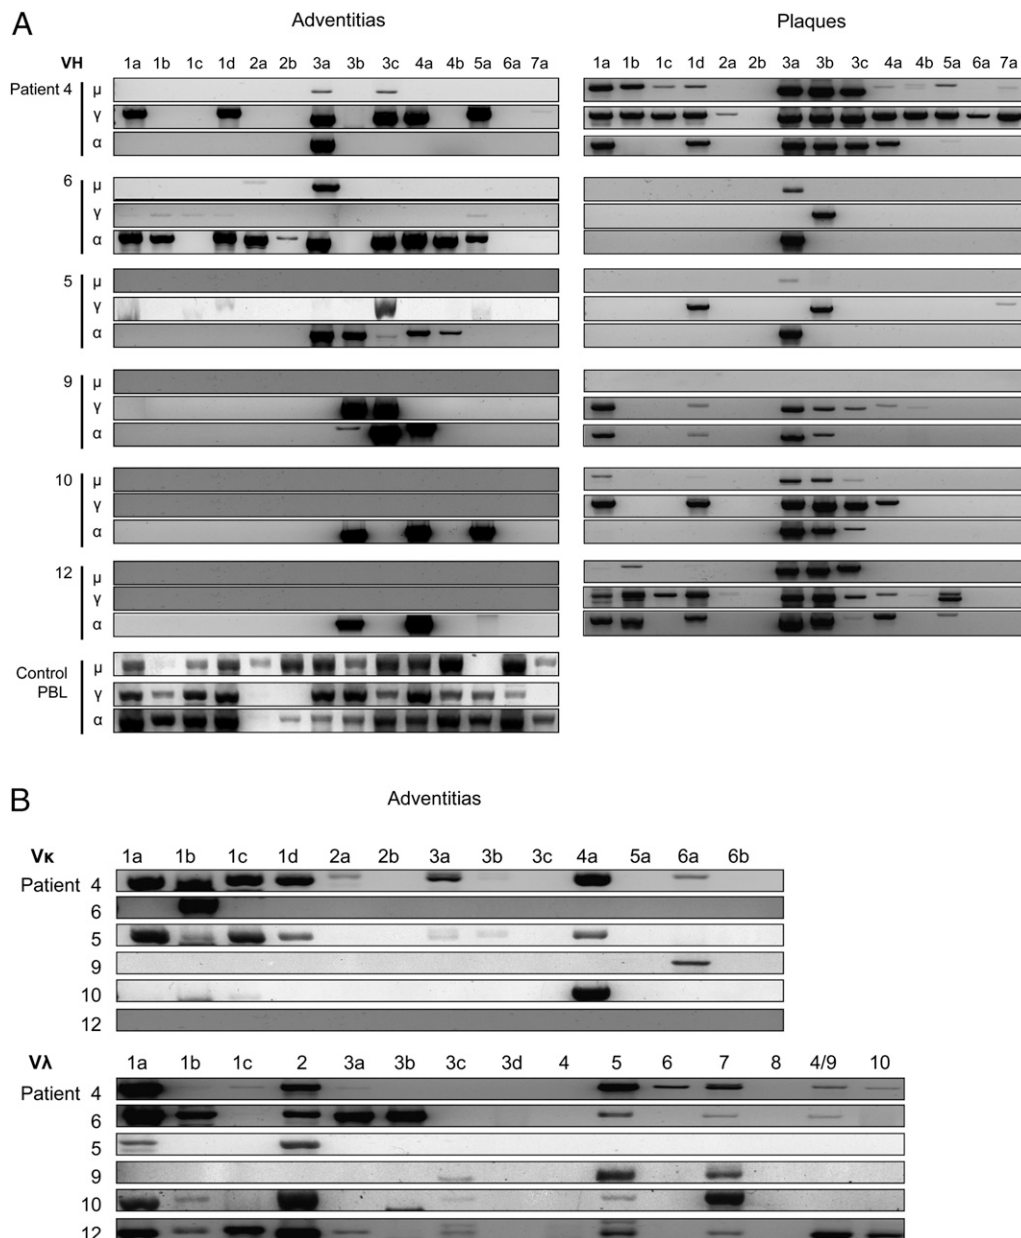 A
Adventitias
Plaques
VH 1a 1b 1c 1d 2a 2b 3a 3b 3c 4a 4b 5a 6a 7a 1a 1b 1c 1d 2a 2b 3a 3b 3c 4a 4b 5a 6a 7a
Patient 4 μ
γ
α
6 μ
γ
α
5 μ
γ
α
9 μ
γ
α
10 μ
γ
α
12 μ
γ
α
Control PBL μ
γ
α
B
Adventitias
Vκ 1a 1b 1c 1d 2a 2b 3a 3b 3c 4a 5a 6a 6b
Patient 4
6
5
9
10
12
Vλ 1a 1b 1c 2 3a 3b 3c 3d 4 5 6 7 8 4/9 10
Patient 4
6
5
9
10
12